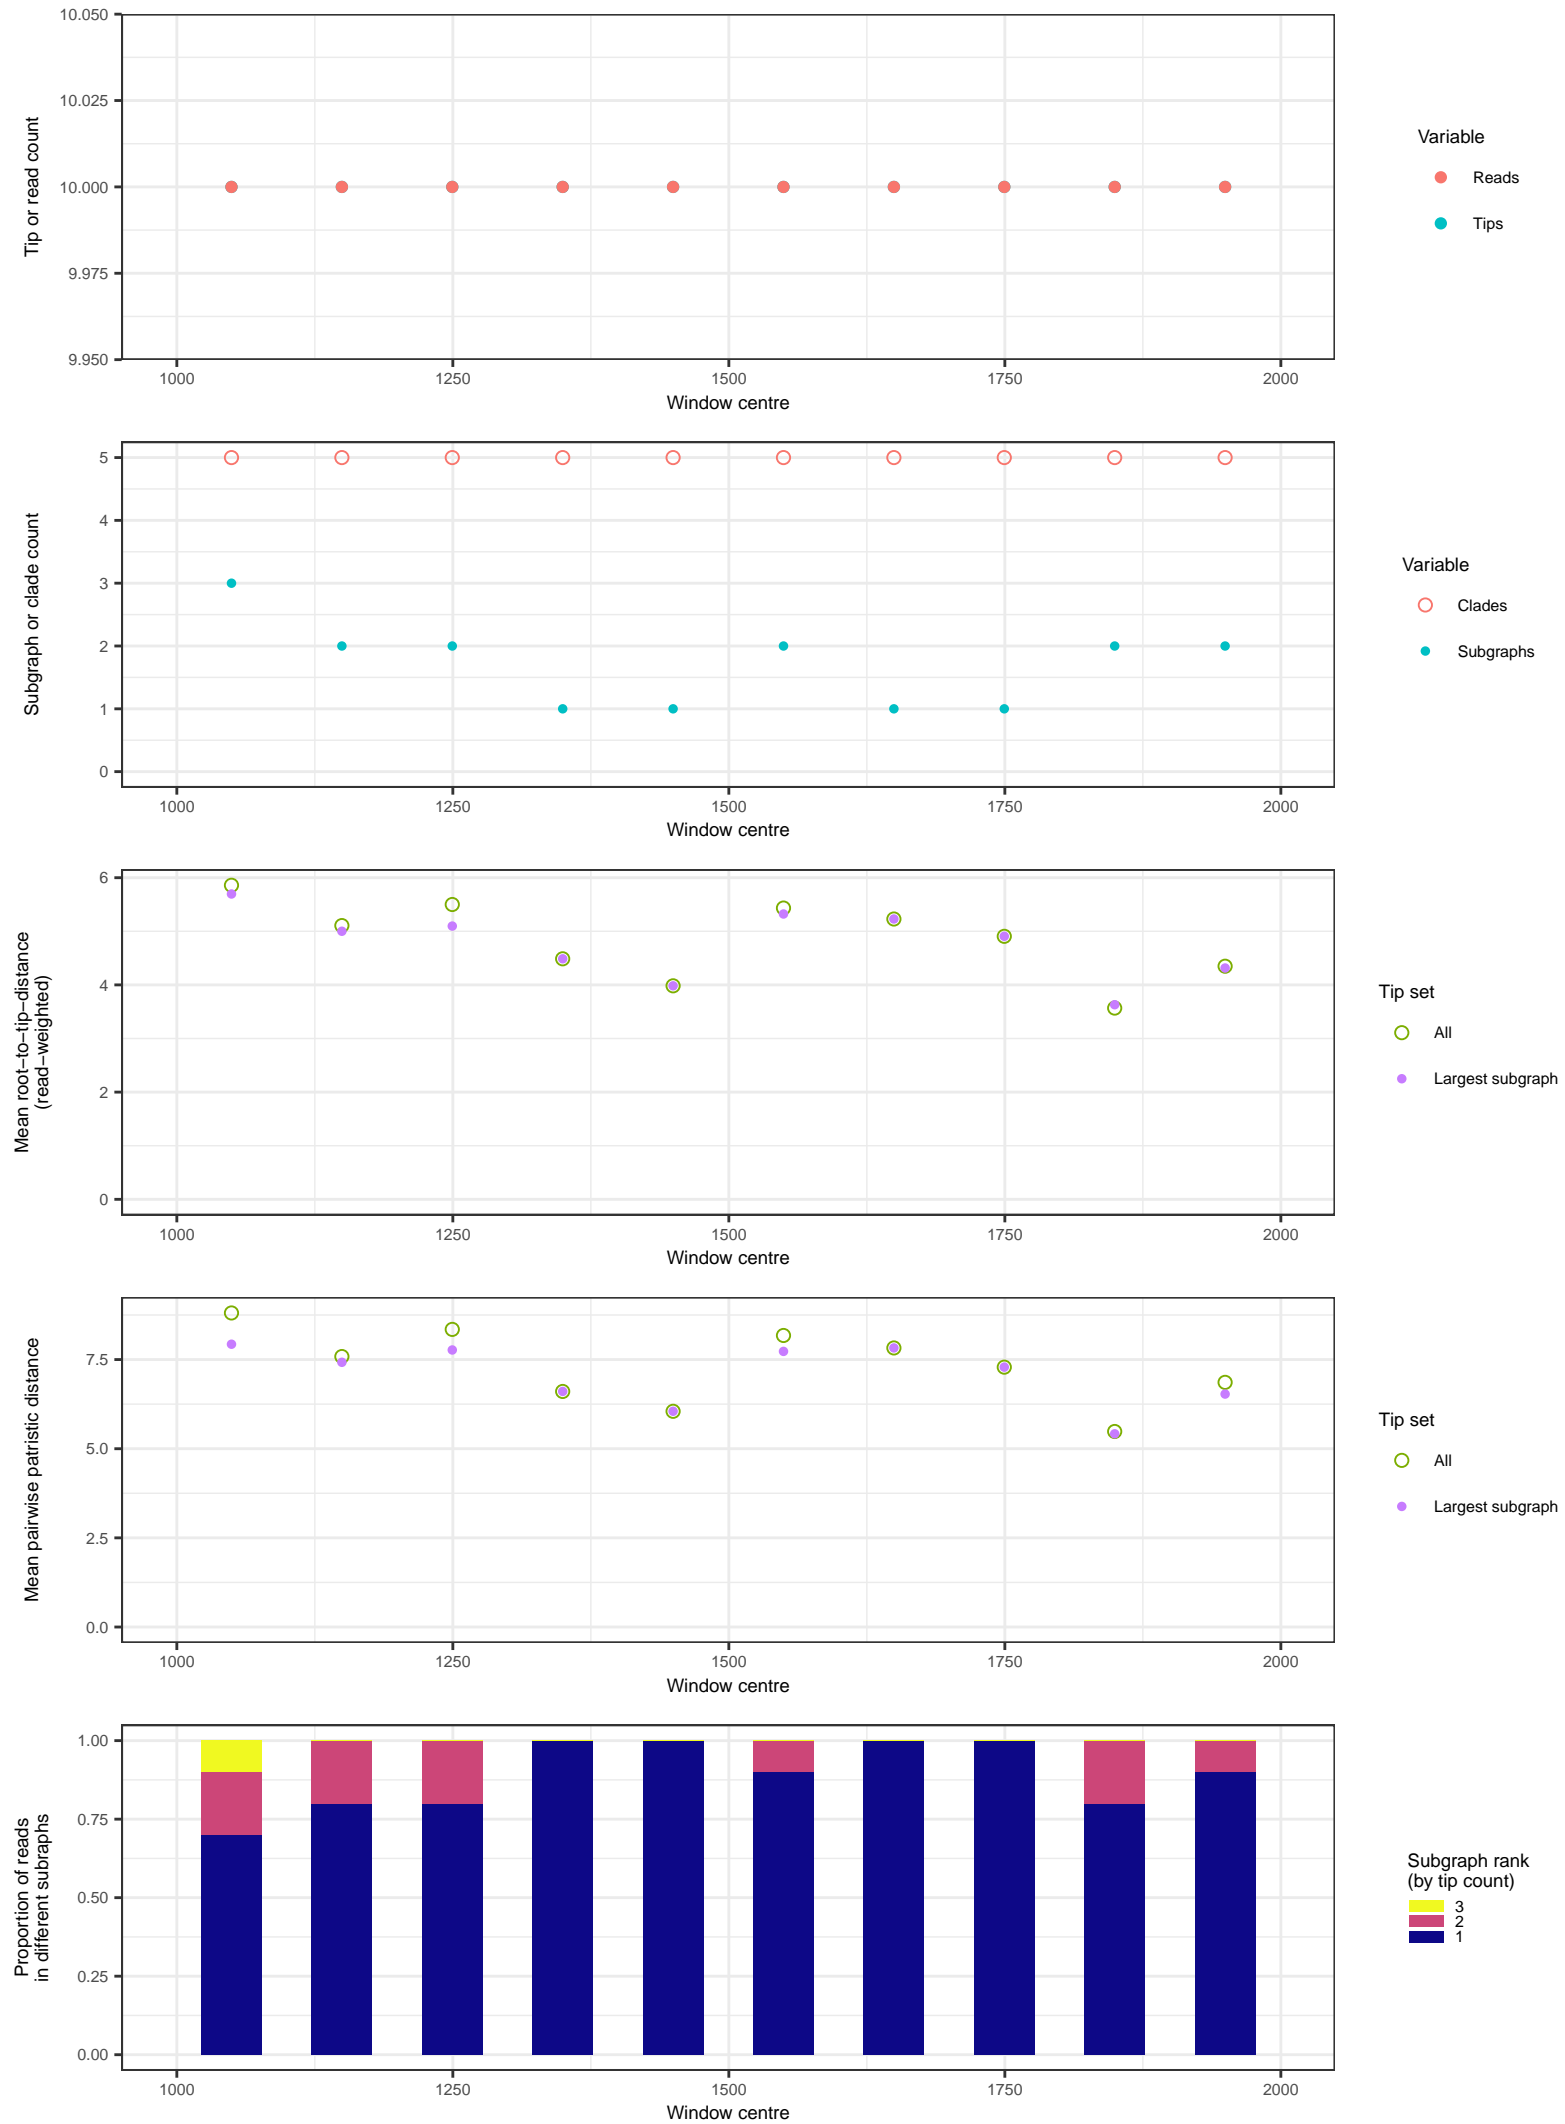 10.050
10.025
10.000
9.975
9.950
Tip or read count
1000 1250 1500 1750 2000
Window centre
Variable
Reads
Tips
5
4
3
2
1
0
Subgraph or clade count
1000 1250 1500 1750 2000
Window centre
Variable
Clades
Subgraphs
6
4
2
0
Mean root−to−tip−distance
(read−weighted)
1000 1250 1500 1750 2000
Window centre
Tip set
All
Largest subgraph
7.5
5.0
2.5
0.0
Mean pairwise patristic distance
1000 1250 1500 1750 2000
Window centre
Tip set
All
Largest subgraph
1.00
0.75
0.50
0.25
0.00
Proportion of reads
in different subraphs
1000 1250 1500 1750 2000
Window centre
Subgraph rank
(by tip count)
3
2
1